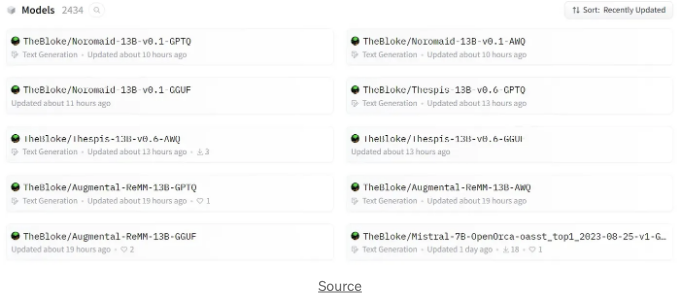 Models 2434
Sort: Recently Updated
TheBloke/Noromaid-13B-v0.1-GPTQ
Text Generation • Updated about 10 hours ago
TheBloke/Noromaid-13B-v0.1-AWQ
Text Generation • Updated about 10 hours ago
TheBloke/Noromaid-13B-v0.1-GGUF
Updated about 11 hours ago
TheBloke/Thespis-13B-v0.6-GPTQ
Text Generation • Updated about 13 hours ago
TheBloke/Thespis-13B-v0.6-AWQ
Text Generation • Updated about 13 hours ago • 3
TheBloke/Thespis-13B-v0.6-GGUF
Updated about 13 hours ago
TheBloke/Augmental-ReMM-13B-GPTQ
Text Generation • Updated about 19 hours ago • 1
TheBloke/Augmental-ReMM-13B-AWQ
Text Generation • Updated about 19 hours ago
TheBloke/Augmental-ReMM-13B-GGUF
Updated about 19 hours ago • 2
TheBloke/Mistral-7B-OpenOrca-oasst_top1_2023-08-25-v1-G…
Text Generation • Updated 1 day ago • 18 • 1
Source